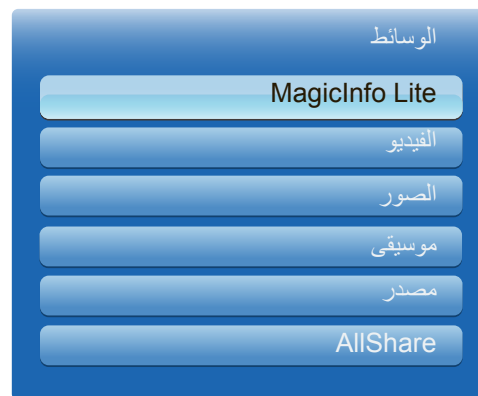 الوسائط
MagicInfo Lite
الفيديو
الصور
موسيقى
مصدر
AllShare